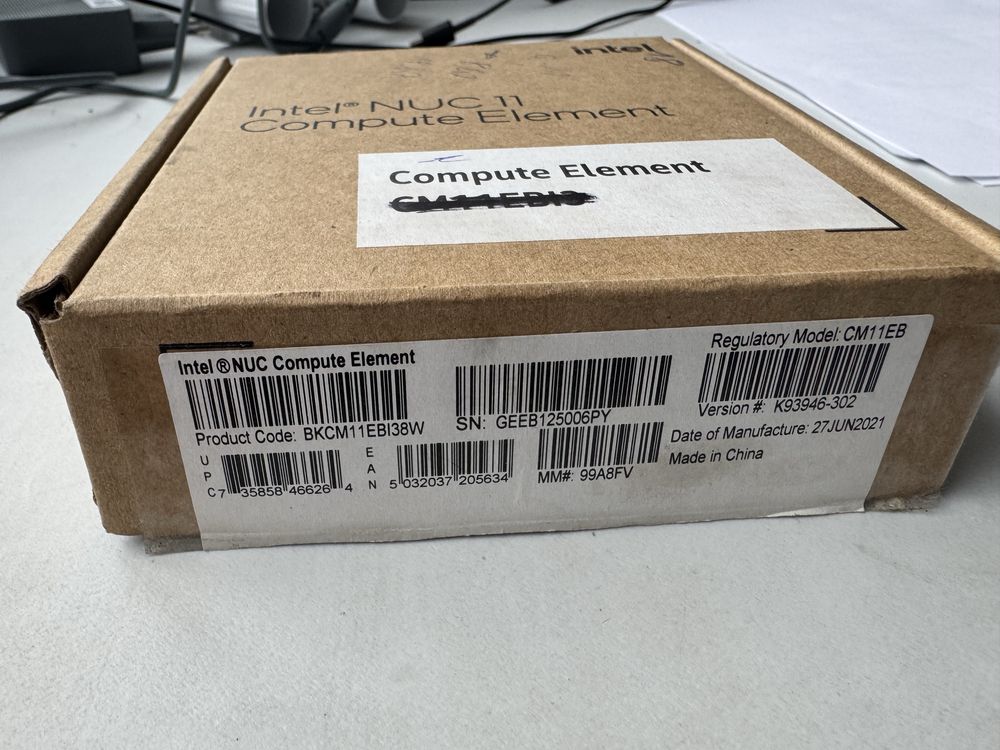 intel
Intel® NUC 11
Compute Element
Compute Element
CM11EBI3
Intel ® NUC Compute Element
Product Code: BKCM11EBI38W
UPC
7 35858 46626 4
EAN
5 032037 205634
SN: GEEB125006PY
MM#: 99A8FV
Regulatory Model: CM11EB
Version #: K93946-302
Date of Manufacture: 27JUN2021
Made in China